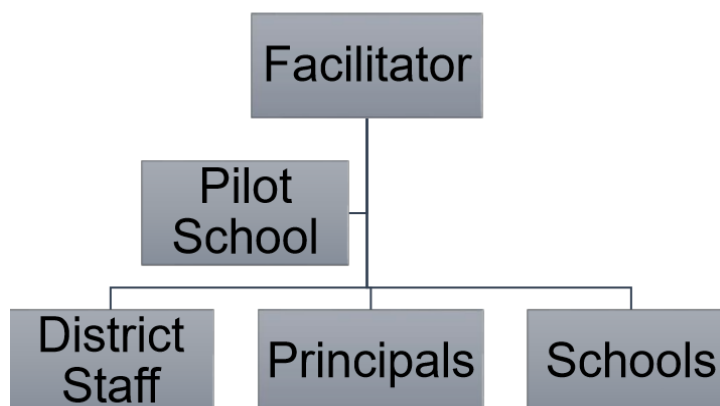 Facilitator
Pilot
School
District
Staff
Principals
Schools